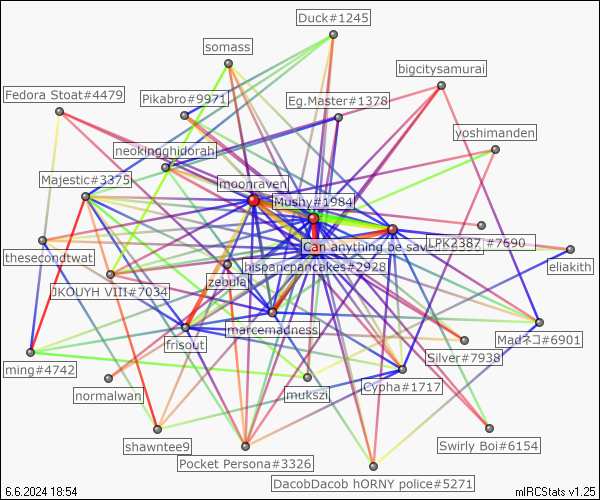 Duck#1245
somass
bigcitysamurai
Fedora Stoat#4479
Pikabro#9971
Eg.Master#1378
yoshimanden
neokingghidorah
Majestic#3375
moonraven
Mushy#1984
Can anything be sav
LPK2387 #7690
thesecondtwat
hispancpancakes#2928
eliakith
zebulaj
JKOUYH VIII#7034
marcemadness
frisout
Madネコ#6901
ming#4742
Silver#7938
normalwan
mukszi
Cypha#1717
shawntee9
Swirly Boi#6154
Pocket Persona#3326
DacobDacob hORNY police#5271
6.6.2024 18:54
mIRCStats v1.25